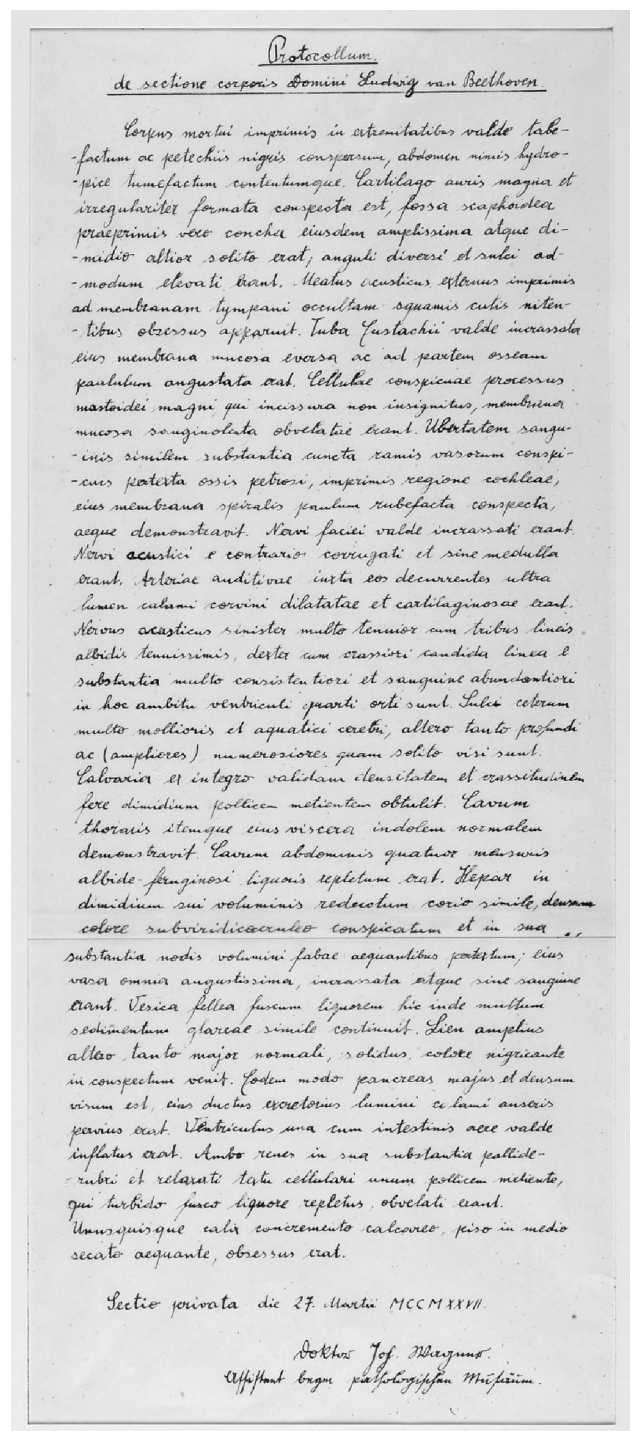 Protocollum.
de sectione corporis Domini Ludwig van Beethoven.
Corpus mortui imprimis in extremitatibus valdo tabe-
-factum ac petechiis nigris conspersum, abdomen nimis hydro-
-pice tumefactum contentumque. Cartilago auris magna et
irregulariter formata conspecta est, fossa scaphoidea
praeprimis vero concha eiusdem amplissima atque di-
-midio altior solito erat; anguli diversi et sulci ad-
-modum elevati erant. Meatus acusticus externus imprimis
ad membranam tympani occultam squamis cutis niten-
-tibus obsessus apparuit. Tuba Eustachii valde incrassata
eius membrana mucosa eversa ac ad partem osseam
paululum angustata erat. Cellulae conspicuae processus
mastoidei magni qui incissura non insignitus, membrana
mucosa sanguinolenta obvelatae erant. Ubertatem sangu-
-inis similem substantia cuncta ramis vasorum conspi-
-cuis pertexta ossis petrosi, imprimis regione cochleae,
eius membrana spiralis paulum rubefacta conspecta,
aeque demonstravit. Nervi faciei valde incrassati erant.
Nervi acustici e contrario corrugati et sine medulla
erant. Arteriae auditivae iuxta eos decurrentes ultra
lumen calami corvini dilatatae et cartilaginosae erant.
Nervus acusticus sinister multo tenuior cum tribus lineis
albidis tenuissimis, dexter cum crassiori candida linea e
substantia multo consistentiori et sanguine abundantiori
in hoc ambitu ventriculi quarti orti sunt. Sulci ceterum
multo mollioris et aquatici cerebri, altero tanto profundi
ac (ampliores) numerosiores quam solito visi sunt.
Calvaria ex integro validam densitatem et crassitudinem
fere dimidium pollicem metientem obtulit. Cavum
thoracis itemque eius viscera indolem normalem
demonstravit. Cavum abdominis quatuor mensuris
albide-feruginosi liquoris repletum erat. Hepar in
dimidium sui voluminis redactum corio simile, densum
colore subviridicaeruleo conspicatum et in sua
substantia nodis volumini fabae aequantibus pertextum; eius
vasa omnia angustissima, incrassata atque sine sanguine
erant. Vesica fellea fuscum liquorem hic inde multum
sedimentum glareae simile continuit. Lien amplius
altero tanto major normali, solidus, colore nigricante
in conspectum venit. Eodem modo pancreas majus et densum
visum est, eius ductus excretorius lumini calami anseris
pervius erat. Ventriculus una cum intestinis aere valde
inflatus erat. Ambo renes in sua substantia pallide-
-rubri et relaxati textu cellulari unum pollicem metiente,
qui turbido fusco liquore repletus, obvelati erant.
Unusquisque calix concremento calcareo, piso in medio
secato aequante, obsessus erat.
Sectio privata die 27. Martii MCCMXXVII.
Doktor Joh. Wagner.
Assistent beym pathologischen Musäum.